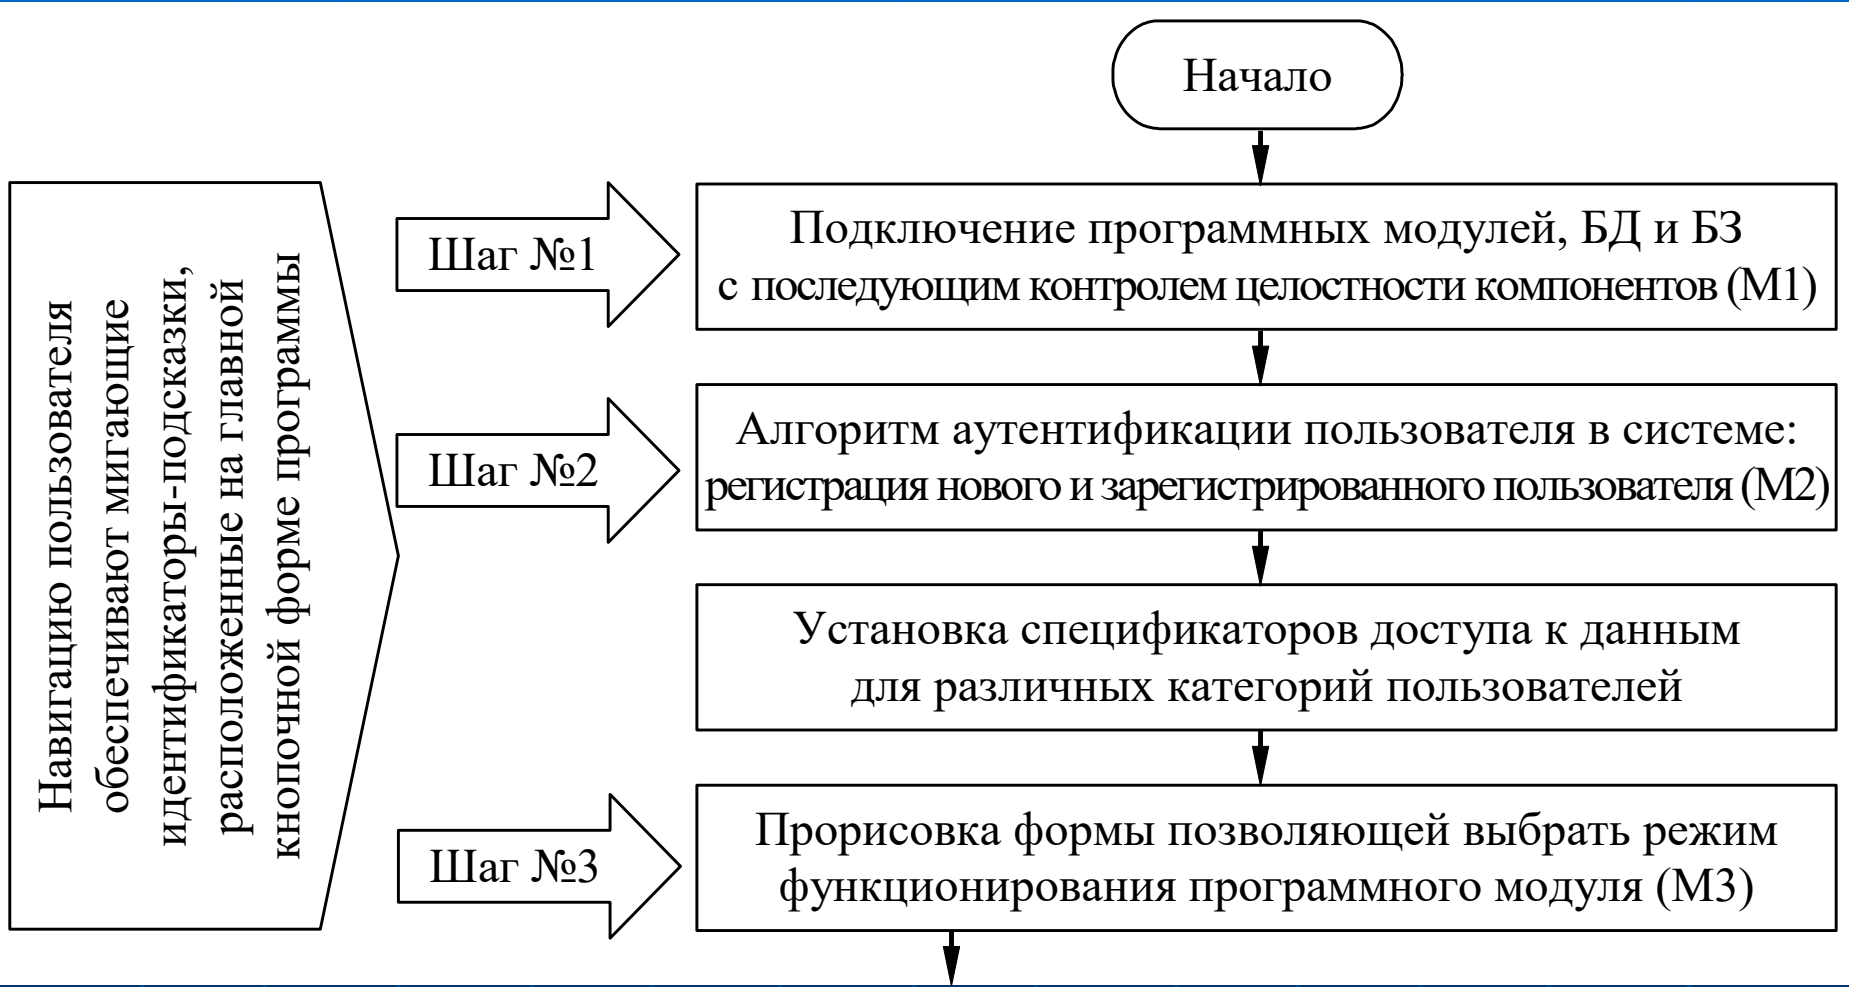 Начало
Навигацию пользователя
обеспечивают мигающие
идентификаторы-подсказки,
расположенные на главной
кнопочной форме программы
Шаг №1
Подключение программных модулей, БД и БЗ
с последующим контролем целостности компонентов (М1)
Шаг №2
Алгоритм аутентификации пользователя в системе:
регистрация нового и зарегистрированного пользователя (М2)
Установка спецификаторов доступа к данным
для различных категорий пользователей
Шаг №3
Прорисовка формы позволяющей выбрать режим
функционирования программного модуля (М3)